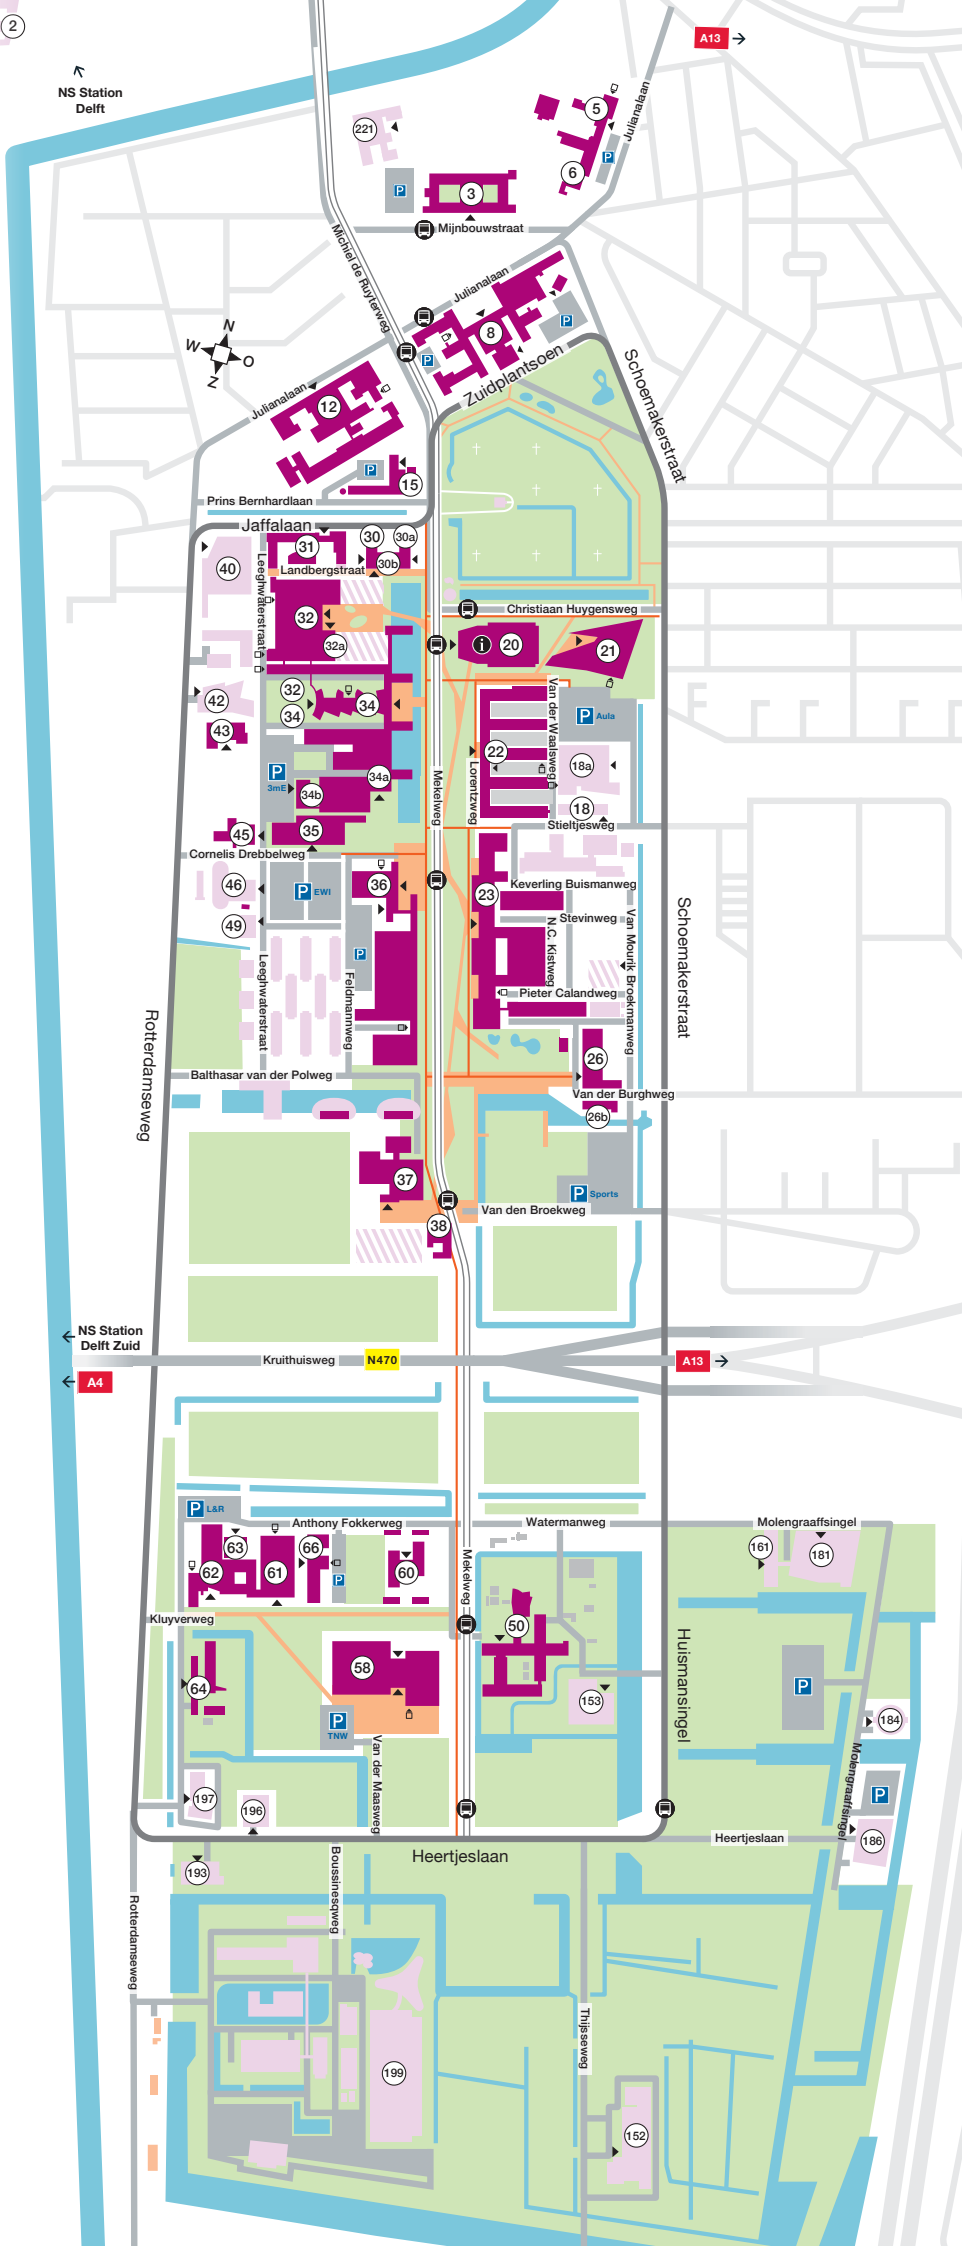 2
A13
NS Station
Delft
5
Julianalaan
221
6
P
P
3
Mijnbouwstraat
Michiel de Ruyterweg
Julianalaan
N
W
O
Z
8
P
P
Zuidplantsoen
Schoemakerstraat
Julianalaan
12
P
15
Prins Bernhardlaan
Jaffalaan
30
30a
31
30b
40
Landbergstraat
Leeghwaterstraat
32
Christiaan Huygensweg
32a
i
20
21
32
34
34
42
43
Van der Waalsweg
P Aula
22
18a
P
3mE
34a
34b
Mekelweg
Lorentzweg
18
Stieltjesweg
45
35
Cornelis Drebbelweg
46
P EWI
36
23
Keverling Buismanweg
Stevinweg
49
N.C. Kistweg
Van Mourik Broekmanweg
Schoemakerstraat
P
Leeghwaterstraat
Feldmannweg
Pieter Calandweg
Rotterdamseweg
26
Balthasar van der Polweg
Van der Burghweg
26b
37
P Sports
Van den Broekweg
38
NS Station
Delft Zuid
Kruithuisweg
N470
A13
A4
P L&R
Anthony Fokkerweg
Watermanweg
Molengraaffsingel
63
66
161
181
62
61
P
60
Mekelweg
Kluyverweg
50
Huismansingel
58
64
P
153
184
P
TNW
Van der Maasweg
Molengraaffsingel
197
196
P
186
Heertjeslaan
Heertjeslaan
193
Boussinesqweg
Rotterdamseweg
Thijsseweg
199
152